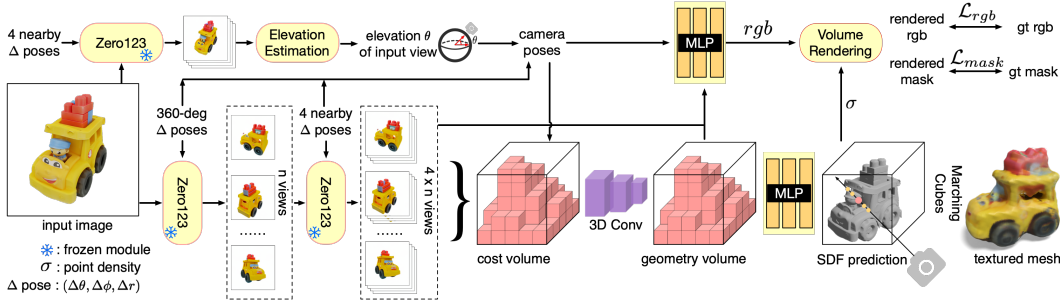 4 nearby
Δ poses
Zero123
Elevation
Estimation
elevation θ
of input view
θ
camera
poses
MLP
rgb
Volume
Rendering
rendered
rgb
ℒrgb
gt rgb
rendered
mask
ℒmask
gt mask
σ
360-deg
Δ poses
4 nearby
Δ poses
Zero123
n views
......
Zero123
4 x n views
......
input image
: frozen module
σ : point density
Δ pose : (Δθ, Δϕ, Δr)
cost volume
3D Conv
geometry volume
MLP
SDF prediction
Marching
Cubes
textured mesh